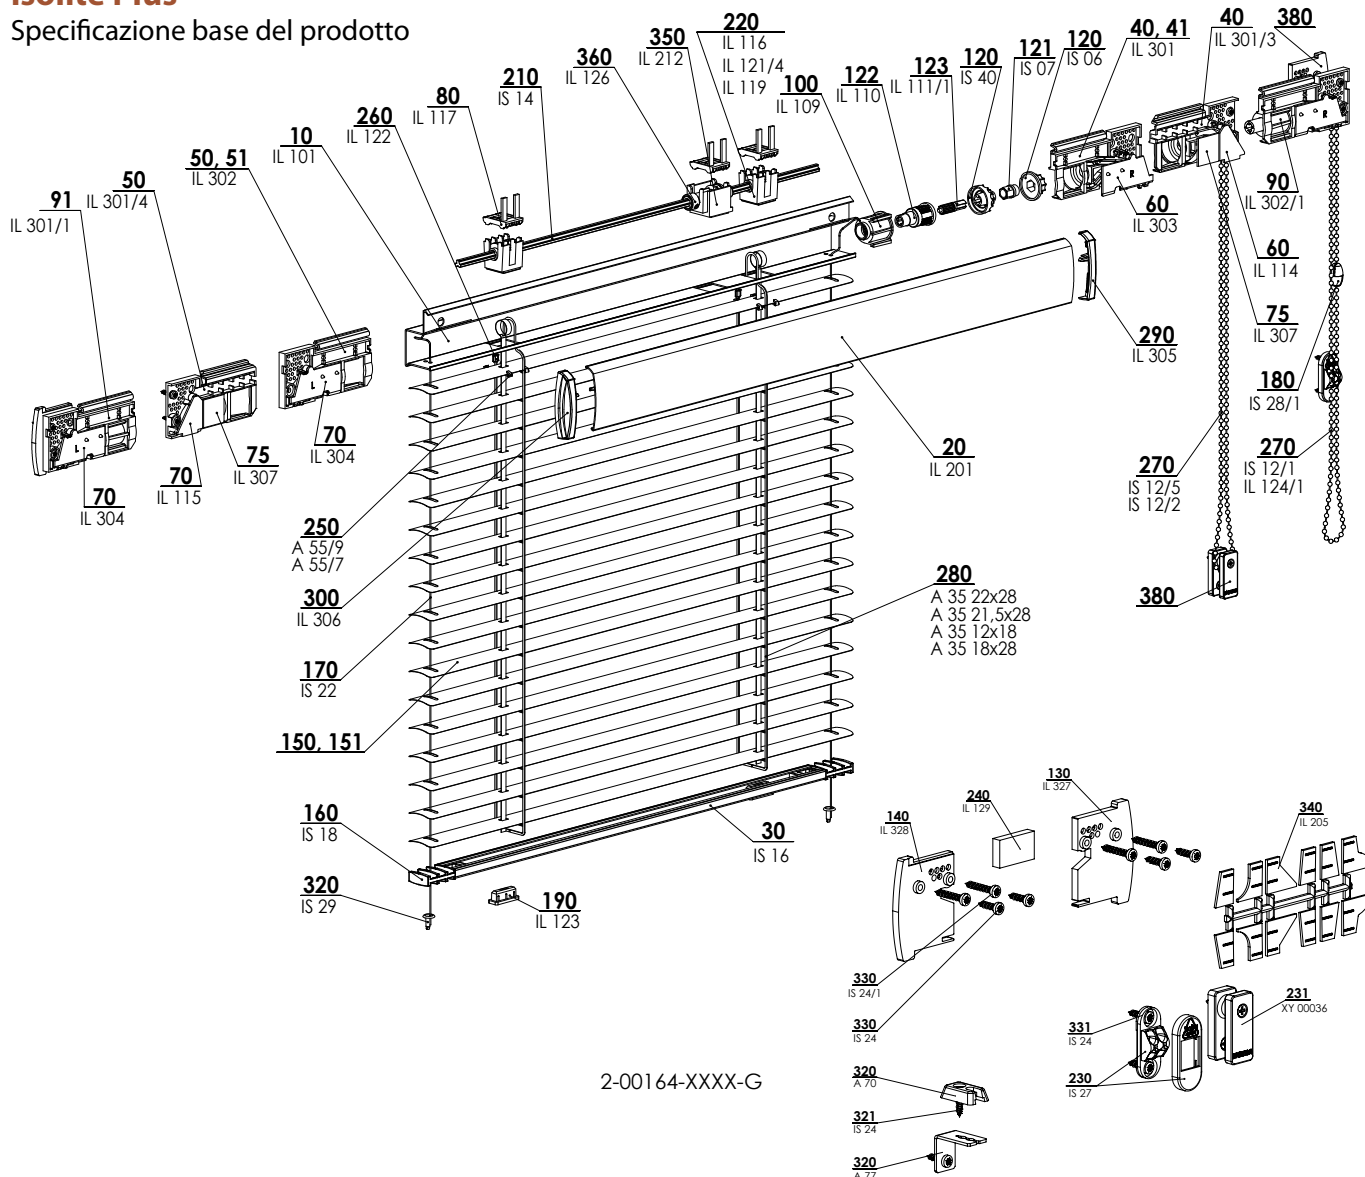 Isolite Plus
Specificazione base del prodotto
220
IL 116
IL 121/4
IL 119
350
IL 212
360
IL 126
210
IS 14
80
IL 117
260
IL 122
10
IL 101
50, 51
IL 302
50
IL 301/4
91
IL 301/1
100
IL 109
122
IL 110
123
IL 111/1
120
IS 40
121
IS 07
120
IS 06
40, 41
IL 301
40
IL 301/3
380
60
IL 303
90
IL 302/1
60
IL 114
75
IL 307
290
IL 305
180
IS 28/1
20
IL 201
270
IS 12/5
IS 12/2
270
IS 12/1
IL 124/1
380
70
IL 304
75
IL 307
70
IL 115
70
IL 304
L
L
R
R
250
A 55/9
A 55/7
300
IL 306
170
IS 22
150, 151
280
A 35 22x28
A 35 21,5x28
A 35 12x18
A 35 18x28
160
IS 18
30
IS 16
320
IS 29
190
IL 123
140
IL 328
240
IL 129
130
IL 327
340
IL 205
330
IS 24/1
330
IS 24
331
IS 24
231
XY 00036
230
IS 27
320
A 70
321
IS 24
320
A 77
2-00164-XXXX-G